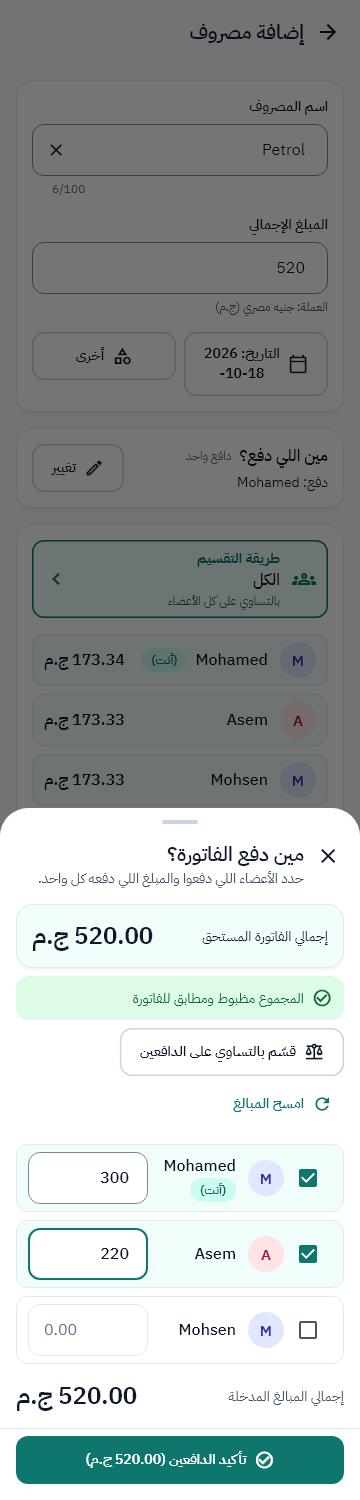 إضافة مصروف
اسم المصروف
Petrol
6/100
المبلغ الإجمالي
520
العملة: جنيه مصري (ج.م)
التاريخ: 2026
-10-18
أخرى
مين اللي دفع؟ دافع واحد
دفع: Mohamed
تغيير
طريقة التقسيم
الكل
بالتساوي على كل الأعضاء
M Mohamed (أنت) 173.34 ج.م
A Asem 173.33 ج.م
M Mohsen 173.33 ج.م
مين دفع الفاتورة؟
حدد الأعضاء اللي دفعوا والمبلغ اللي دفعه كل واحد.
إجمالي الفاتورة المستحق 520.00 ج.م
المجموع مظبوط ومطابق للفاتورة
قسّم بالتساوي على الدافعين
امسح المبالغ
M Mohamed 300
(أنت)
A Asem 220
M Mohsen 0.00
إجمالي المبالغ المدخلة 520.00 ج.م
تأكيد الدافعين (520.00 ج.م)